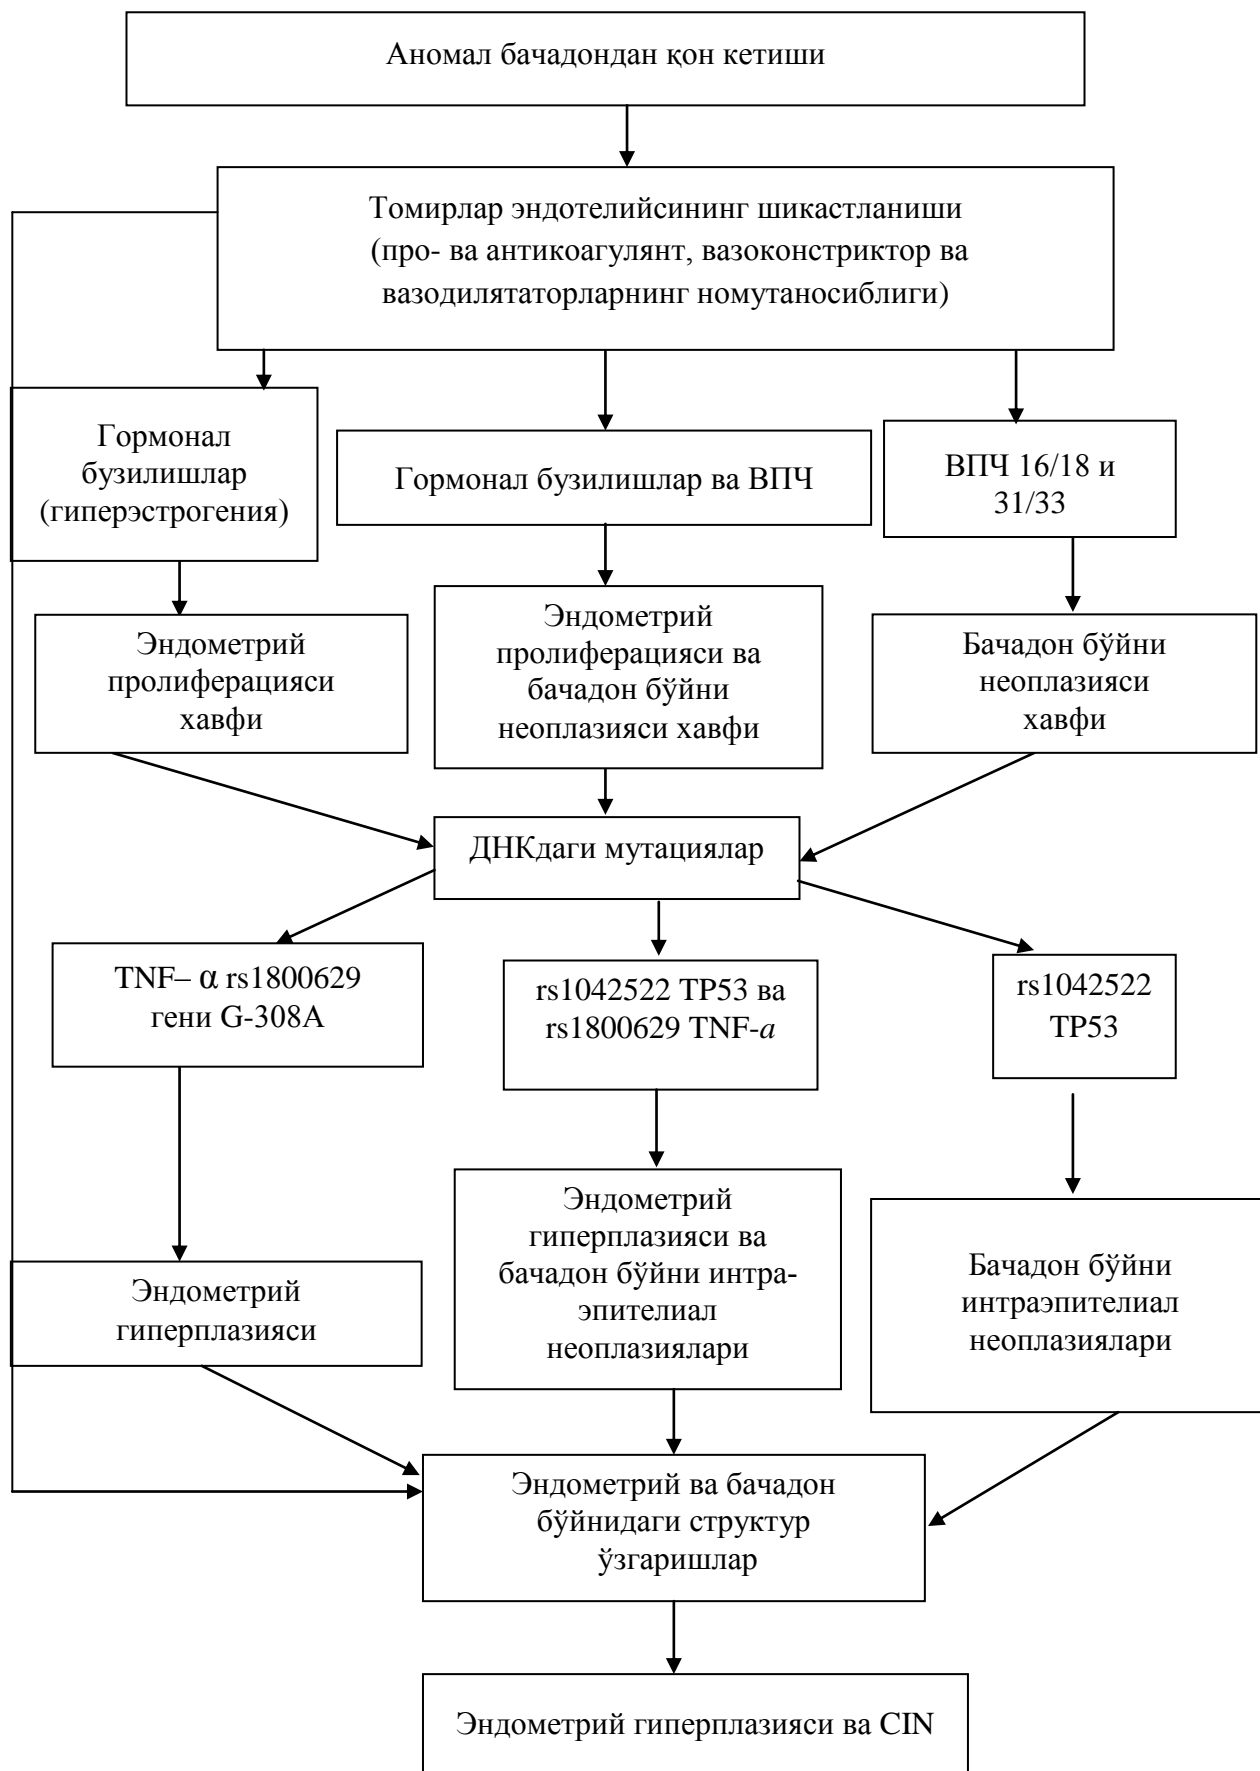 Аномал бачадондан қон кетиши
Томирлар эндотелийсининг шикастланиши
(про- ва антикоагулянт, вазоконстриктор ва
вазодилятаторларнинг номутаносиблиги)
Гормонал
бузилишлар
(гиперэстрогения)
Гормонал бузилишлар ва ВПЧ
ВПЧ 16/18 и
31/33
Эндометрий
пролиферацияси
хавфи
Эндометрий
пролиферацияси ва
бачадон бўйни
неоплазияси хавфи
Бачадон бўйни
неоплазияси
хавфи
ДНКдаги мутациялар
TNF– α rs1800629
гени G-308A
rs1042522 TP53 ва
rs1800629 TNF-a
rs1042522
TP53
Эндометрий
гиперплазияси
Эндометрий
гиперплазияси ва
бачадон бўйни интра-
эпителиал
неоплазиялари
Бачадон бўйни
интраэпителиал
неоплазиялари
Эндометрий ва бачадон
бўйнидаги структур
ўзгаришлар
Эндометрий гиперплазияси ва CIN